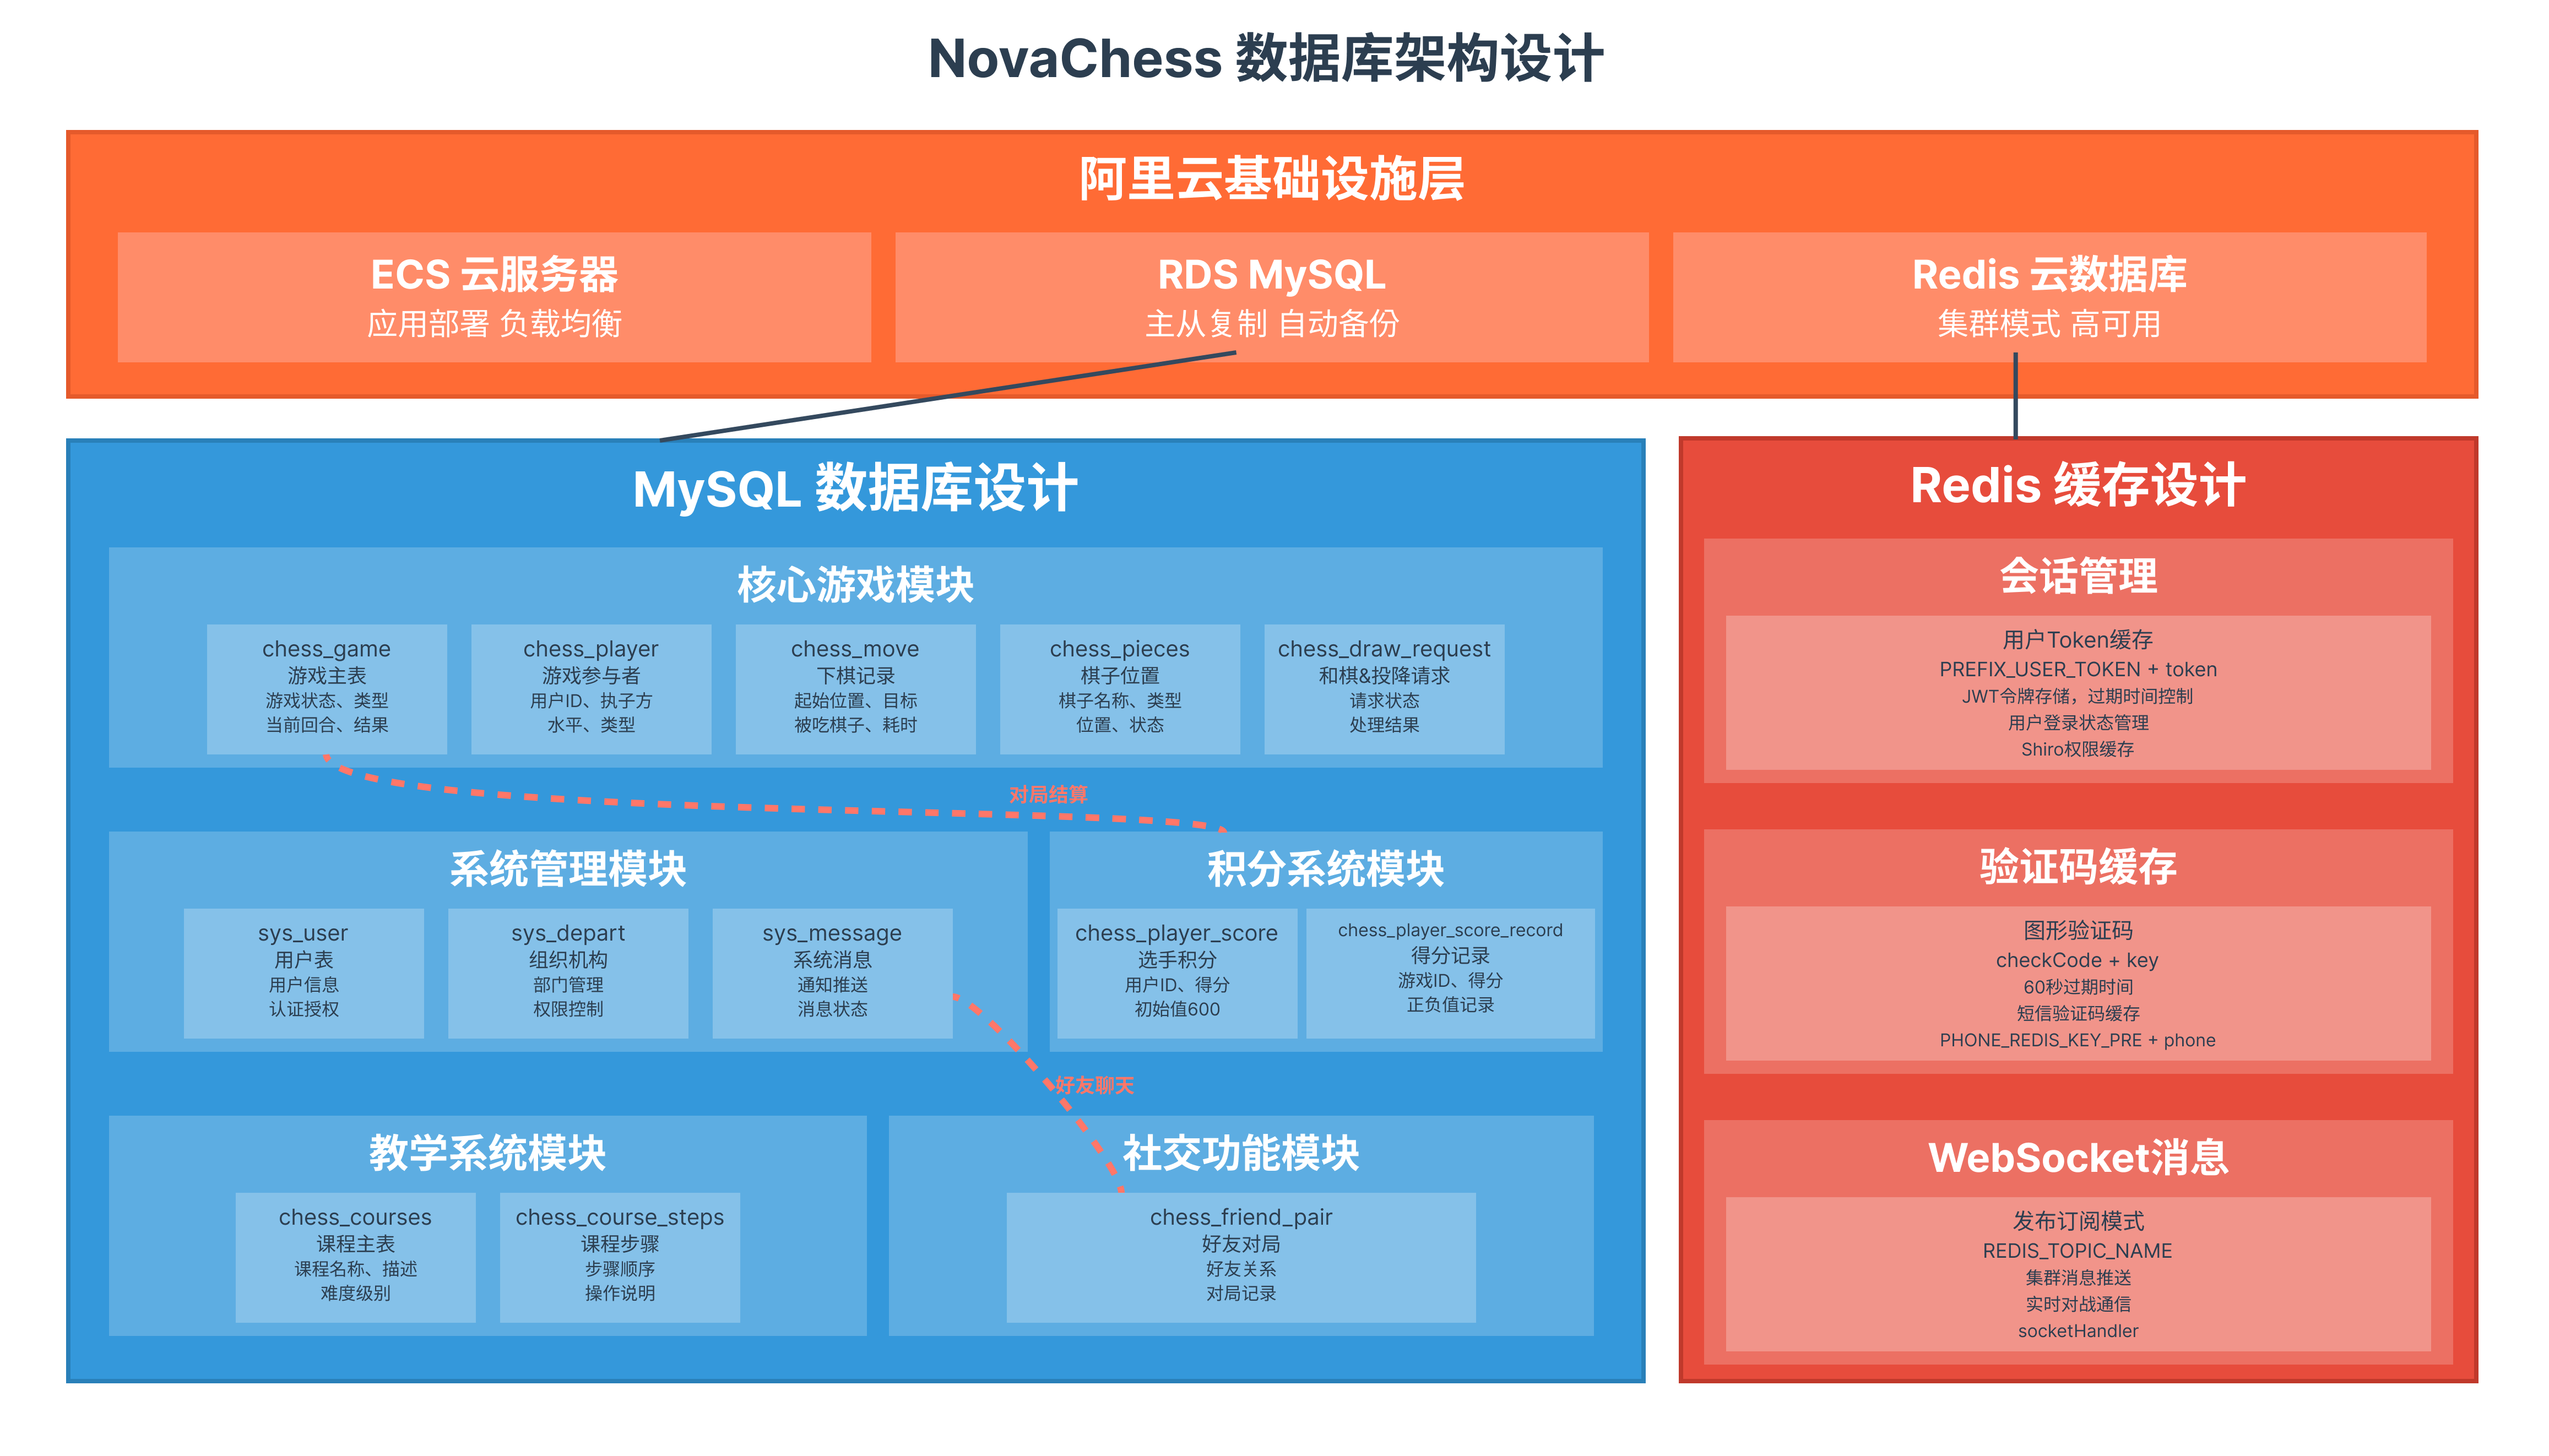 NovaChess 数据库架构设计
阿里云基础设施层
ECS 云服务器
应用部署 负载均衡
RDS MySQL
主从复制 自动备份
Redis 云数据库
集群模式 高可用
MySQL 数据库设计
核心游戏模块
chess_game
游戏主表
游戏状态、类型
当前回合、结果
chess_player
游戏参与者
用户ID、执子方
水平、类型
chess_move
下棋记录
起始位置、目标
被吃棋子、耗时
chess_pieces
棋子位置
棋子名称、类型
位置、状态
chess_draw_request
和棋&投降请求
请求状态
处理结果
对局结算
系统管理模块
sys_user
用户表
用户信息
认证授权
sys_depart
组织机构
部门管理
权限控制
sys_message
系统消息
通知推送
消息状态
积分系统模块
chess_player_score
选手积分
用户ID、得分
初始值600
chess_player_score_record
得分记录
游戏ID、得分
正负值记录
好友聊天
教学系统模块
chess_courses
课程主表
课程名称、描述
难度级别
chess_course_steps
课程步骤
步骤顺序
操作说明
社交功能模块
chess_friend_pair
好友对局
好友关系
对局记录
Redis 缓存设计
会话管理
用户Token缓存
PREFIX_USER_TOKEN + token
JWT令牌存储，过期时间控制
用户登录状态管理
Shiro权限缓存
验证码缓存
图形验证码
checkCode + key
60秒过期时间
短信验证码缓存
PHONE_REDIS_KEY_PRE + phone
WebSocket消息
发布订阅模式
REDIS_TOPIC_NAME
集群消息推送
实时对战通信
socketHandler